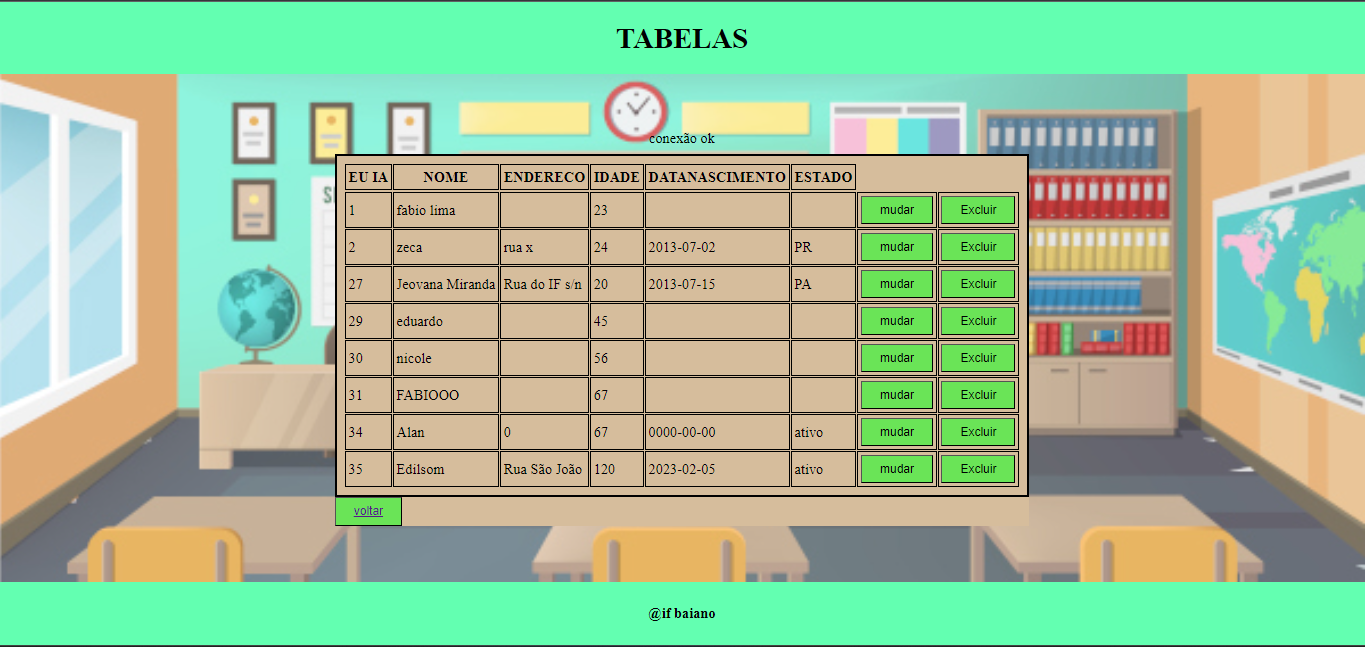 TABELAS
conexão ok
EU IA NOME ENDERECO IDADE DATANASCIMENTO ESTADO
1 fabio lima 23 mudar Excluir
2 zeca rua x 24 2013-07-02 PR mudar Excluir
27 Jeovana Miranda Rua do IF s/n 20 2013-07-15 PA mudar Excluir
29 eduardo 45 mudar Excluir
30 nicole 56 mudar Excluir
31 FABIOOO 67 mudar Excluir
34 Alan 0 67 0000-00-00 ativo mudar Excluir
35 Edilsom Rua São João 120 2023-02-05 ativo mudar Excluir
voltar
@if baiano